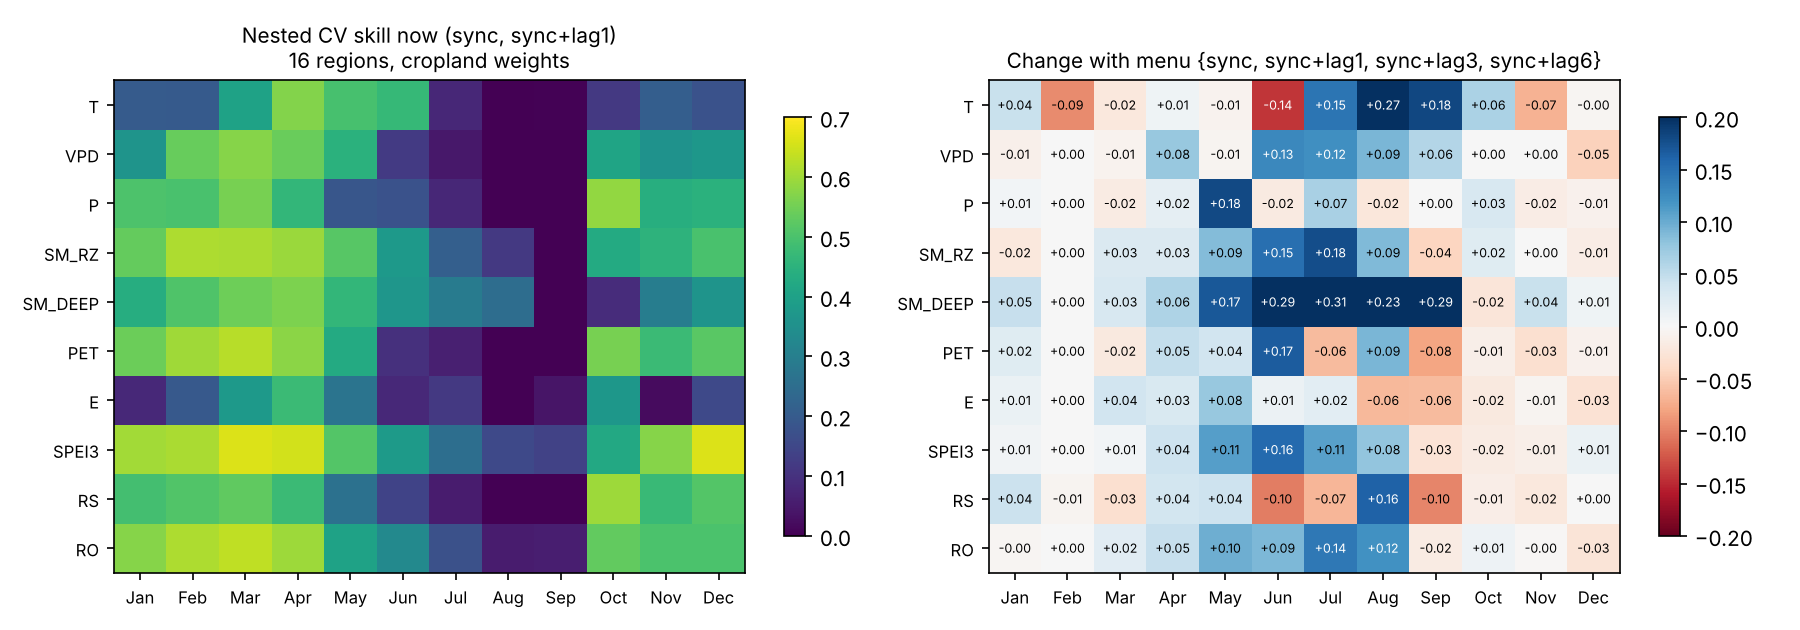 Nested CV skill now (sync, sync+lag1)
16 regions, cropland weights
T
VPD
P
SM_RZ
SM_DEEP
PET
E
SPEI3
RS
RO
Jan Feb Mar Apr May Jun Jul Aug Sep Oct Nov Dec
0.7
0.6
0.5
0.4
0.3
0.2
0.1
0.0
Change with menu {sync, sync+lag1, sync+lag3, sync+lag6}
T +0.04 -0.09 -0.02 +0.01 -0.01 -0.14 +0.15 +0.27 +0.18 +0.06 -0.07 -0.00
VPD -0.01 +0.00 -0.01 +0.08 -0.01 +0.13 +0.12 +0.09 +0.06 +0.00 +0.00 -0.05
P +0.01 +0.00 -0.02 +0.02 +0.18 -0.02 +0.07 -0.02 +0.00 +0.03 -0.02 -0.01
SM_RZ -0.02 +0.00 +0.03 +0.03 +0.09 +0.15 +0.18 +0.09 -0.04 +0.02 +0.00 -0.01
SM_DEEP +0.05 +0.00 +0.03 +0.06 +0.17 +0.29 +0.31 +0.23 +0.29 -0.02 +0.04 +0.01
PET +0.02 +0.00 -0.02 +0.05 +0.04 +0.17 -0.06 +0.09 -0.08 -0.01 -0.03 -0.01
E +0.01 +0.00 +0.04 +0.03 +0.08 +0.01 +0.02 -0.06 -0.06 -0.02 -0.01 -0.03
SPEI3 +0.01 +0.00 +0.01 +0.04 +0.11 +0.16 +0.11 +0.08 -0.03 -0.02 -0.01 +0.01
RS +0.04 -0.01 -0.03 +0.04 +0.04 -0.10 -0.07 +0.16 -0.10 -0.01 -0.02 +0.00
RO -0.00 +0.00 +0.02 +0.05 +0.10 +0.09 +0.14 +0.12 -0.02 +0.01 -0.00 -0.03
Jan Feb Mar Apr May Jun Jul Aug Sep Oct Nov Dec
0.20
0.15
0.10
0.05
0.00
−0.05
−0.10
−0.15
−0.20